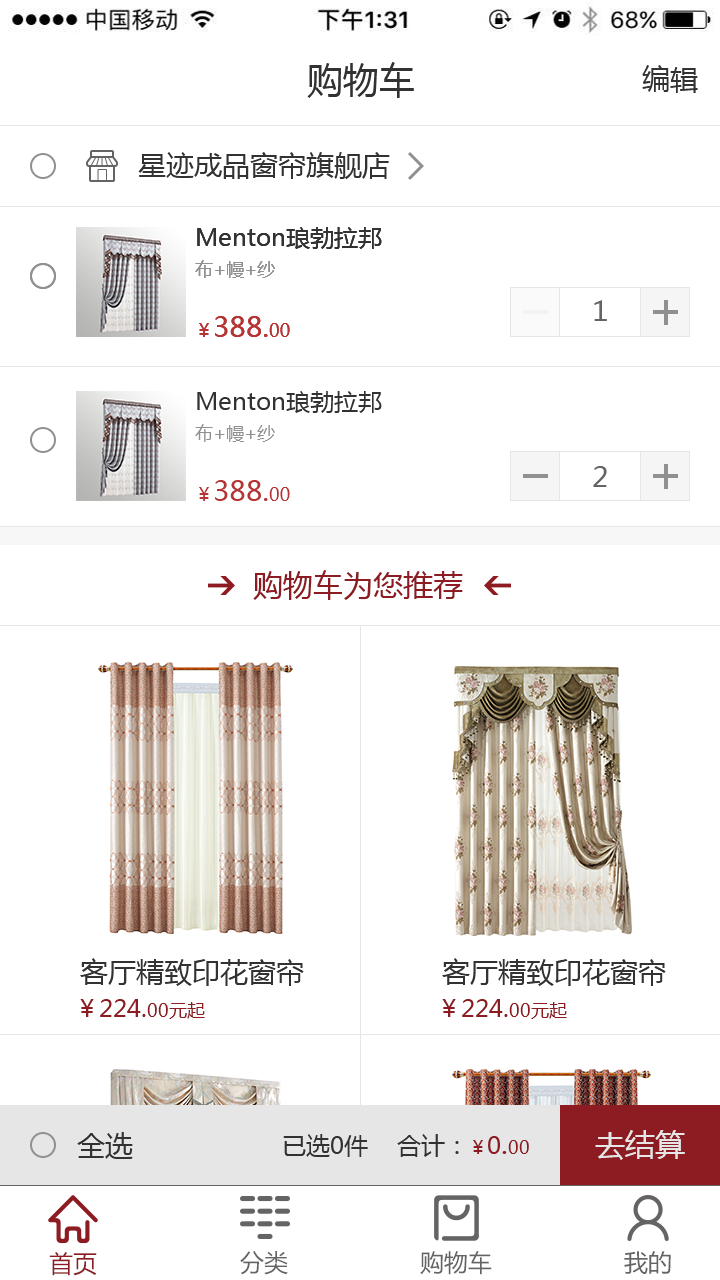 中国移动 下午1:31 68%
购物车 编辑
星迹成品窗帘旗舰店
Menton琅勃拉邦
布+幔+纱
¥388.00 1
Menton琅勃拉邦
布+幔+纱
¥388.00 2
购物车为您推荐
客厅精致印花窗帘 客厅精致印花窗帘
¥224.00元起 ¥224.00元起
全选 已选0件 合计：¥0.00 去结算
首页 分类 购物车 我的